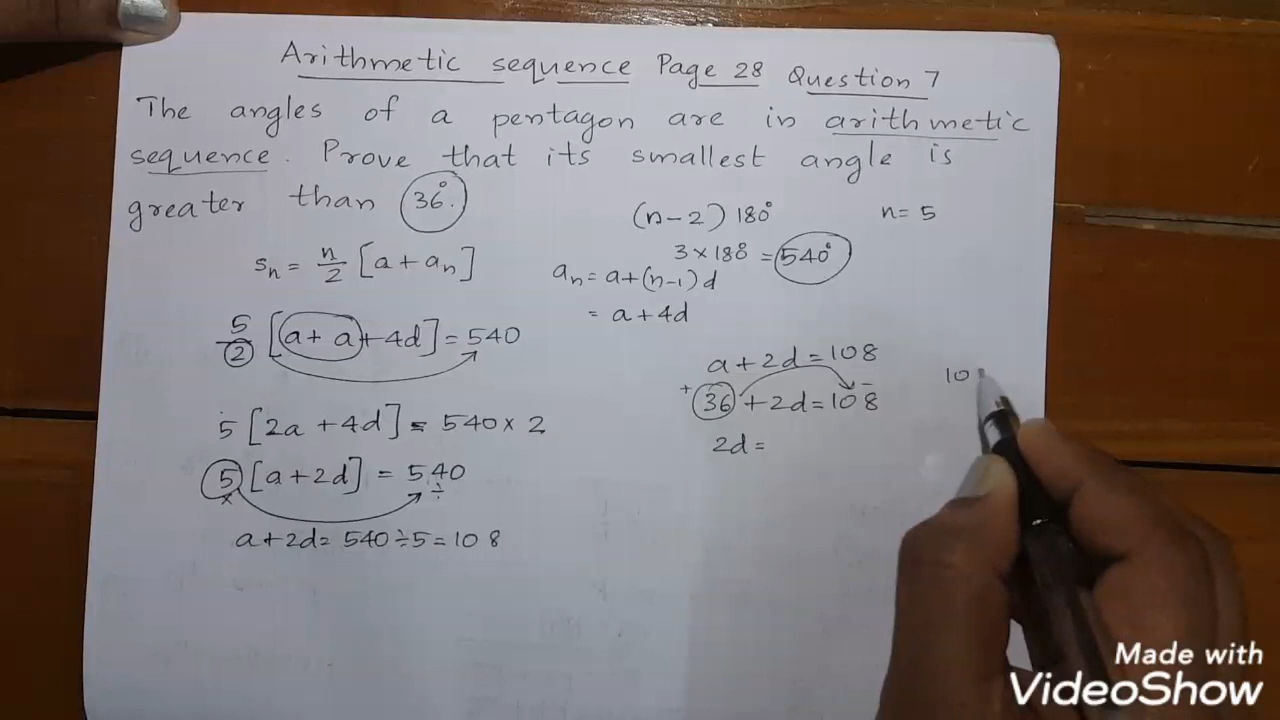 Arithmetic sequence Page 28 Question 7
The angles of a pentagon are in arithmetic
sequence. Prove that its smallest angle is
greater than 36°.
(n-2) 180° n= 5
3 × 180 = 540°
Sn = n/2 [a + an]
an = a+(n-1)d
= a + 4d
5/2 [a + a + 4d] = 540
a + 2d = 108
+ 36 + 2d = 108 -
10
5 [2a + 4d] = 540 × 2
2d =
5 [a + 2d] = 540
× ÷
a + 2d = 540 ÷ 5 = 108
Made with
VideoShow